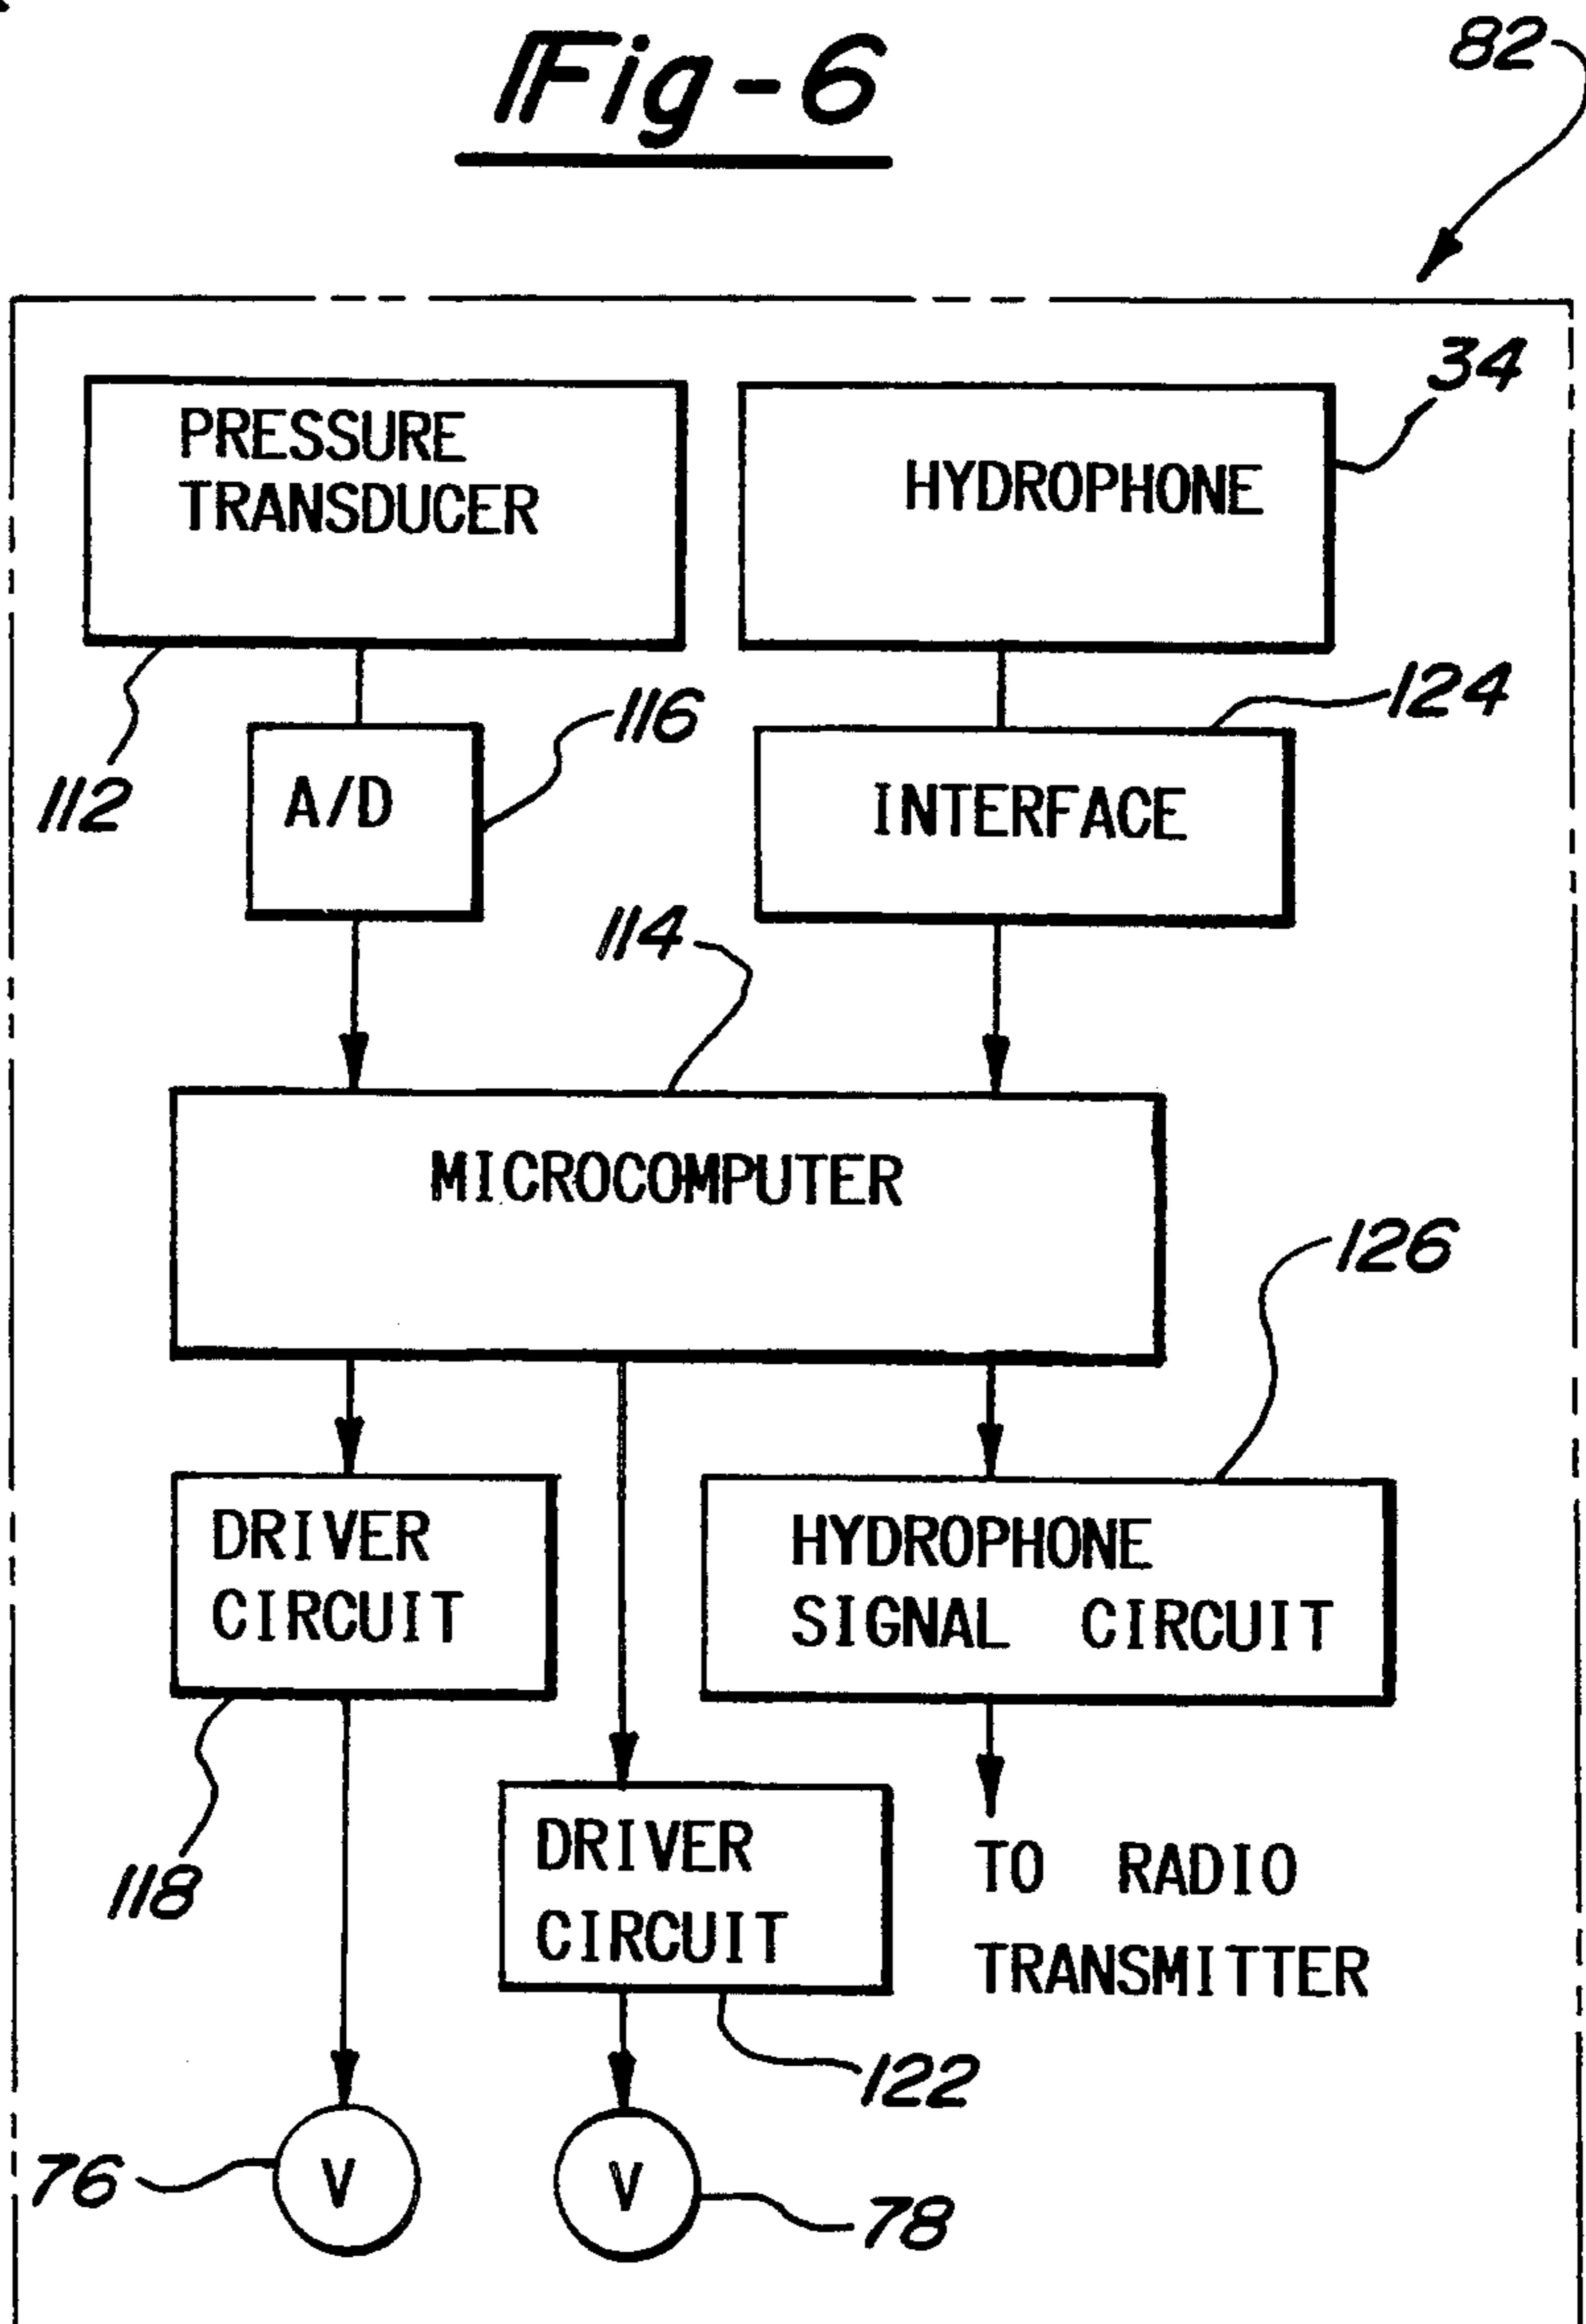 Fig-6
82
PRESSURE
TRANSDUCER
HYDROPHONE
34
112
A/D
116
INTERFACE
124
114
MICROCOMPUTER
126
DRIVER
CIRCUIT
HYDROPHONE
SIGNAL CIRCUIT
118
DRIVER
CIRCUIT
TO RADIO
TRANSMITTER
122
76
V
V
78